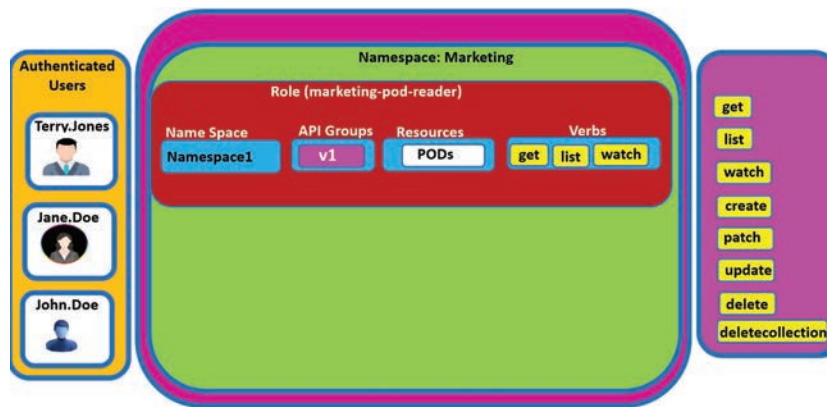 Authenticated
Users
Terry.Jones
Jane.Doe
John.Doe
Namespace: Marketing
Role (marketing-pod-reader)
Name Space
Namespace1
API Groups
v1
Resources
PODs
Verbs
get
list
watch
get
list
watch
create
patch
update
delete
deletecollection